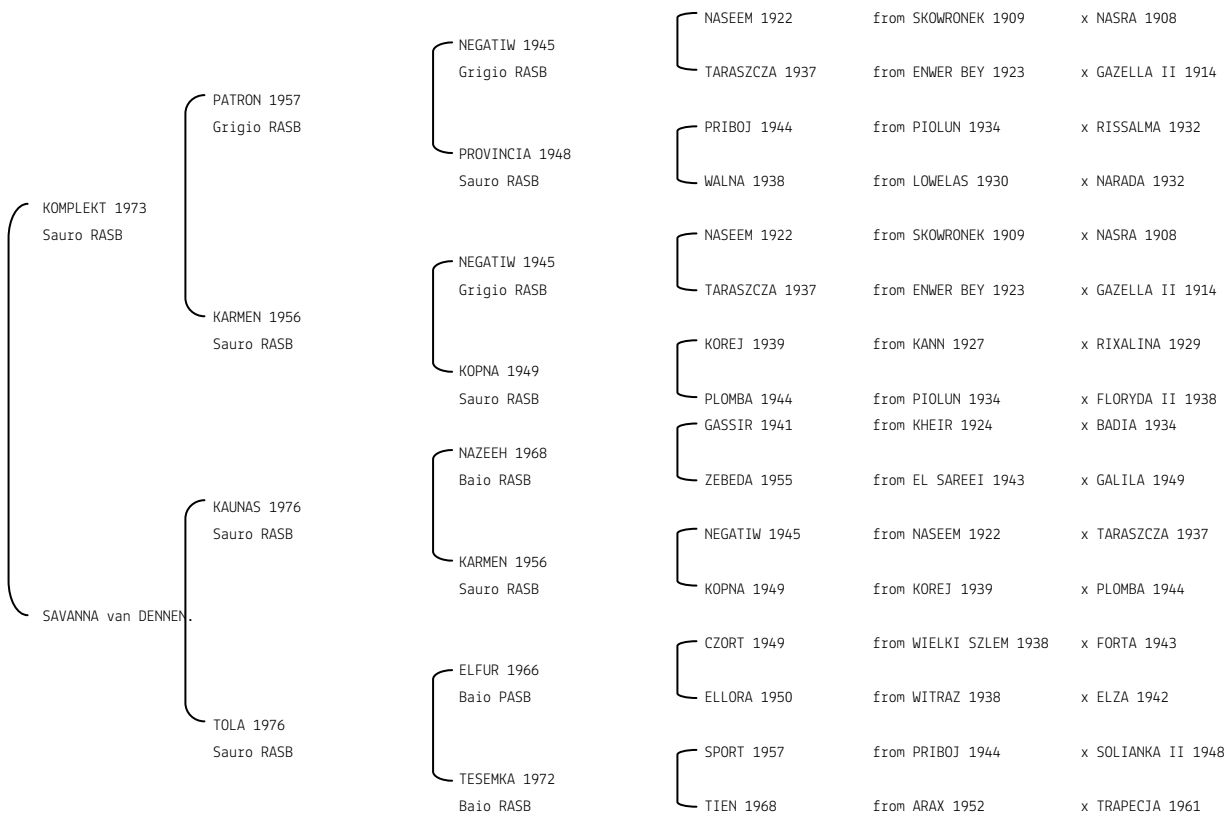 NASEEM 1922 from SKOWRONEK 1909 x NASRA 1908
NEGATIW 1945
Grigio RASB
TARASZCZA 1937 from ENWER BEY 1923 x GAZELLA II 1914
PATRON 1957
Grigio RASB
PRIBOJ 1944 from PIOLUN 1934 x RISSALMA 1932
PROVINCIA 1948
Sauro RASB
WALNA 1938 from LOWELAS 1930 x NARADA 1932
KOMPLEKT 1973
Sauro RASB
NASEEM 1922 from SKOWRONEK 1909 x NASRA 1908
NEGATIW 1945
Grigio RASB
TARASZCZA 1937 from ENWER BEY 1923 x GAZELLA II 1914
KARMEN 1956
Sauro RASB
KOREJ 1939 from KANN 1927 x RIXALINA 1929
KOPNA 1949
Sauro RASB
PLOMBA 1944 from PIOLUN 1934 x FLORYDA II 1938
GASSIR 1941 from KHEIR 1924 x BADIA 1934
NAZEEH 1968
Baio RASB
ZEBEDA 1955 from EL SAREEI 1943 x GALILA 1949
KAUNAS 1976
Sauro RASB
NEGATIW 1945 from NASEEM 1922 x TARASZCZA 1937
KARMEN 1956
Sauro RASB
KOPNA 1949 from KOREJ 1939 x PLOMBA 1944
SAVANNA van DENNEN.
CZORT 1949 from WIELKI SZLEM 1938 x FORTA 1943
ELFUR 1966
Baio PASB
ELLORA 1950 from WITRAZ 1938 x ELZA 1942
TOLA 1976
Sauro RASB
SPORT 1957 from PRIBOJ 1944 x SOLIANKA II 1948
TESEMKA 1972
Baio RASB
TIEN 1968 from ARAX 1952 x TRAPECJA 1961